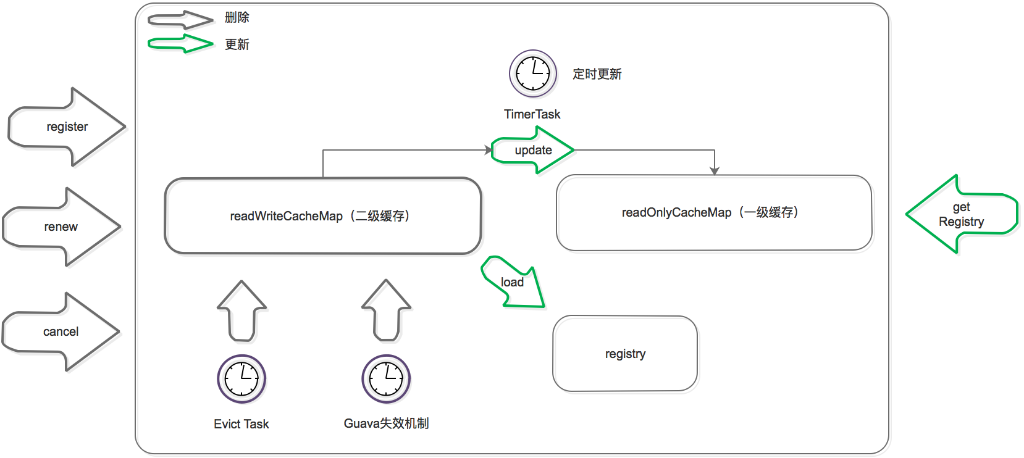 删除
更新
定时更新
TimerTask
register
update
readWriteCacheMap（二级缓存）
readOnlyCacheMap（一级缓存）
get
Registry
renew
load
cancel
registry
Evict Task
Guava失效机制